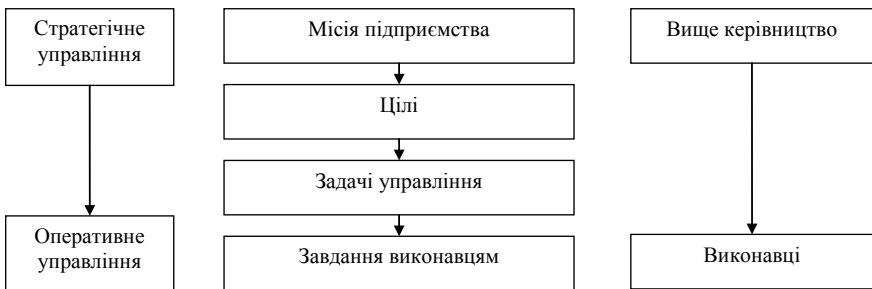 Стратегічне
управління
Місія підприємства
Вище керівництво
Цілі
Задачі управління
Оперативне
управління
Завдання виконавцям
Виконавці